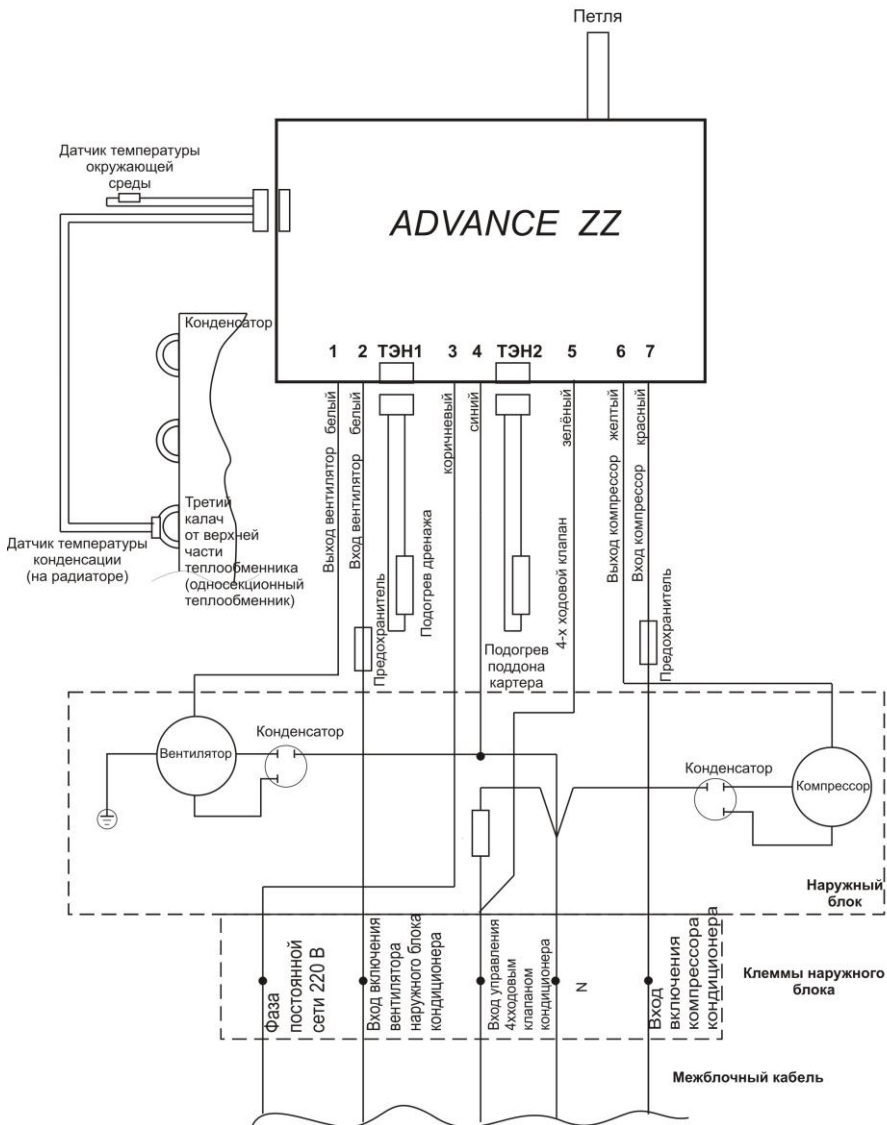 Петля
Датчик температуры
окружающей
среды
ADVANCE ZZ
Конденсатор
1 2 ТЭН1 3 4 ТЭН2 5 6 7
белый
белый
коричневый
синий
зелёный
желтый
красный
Выход вентилятор
Вход вентилятор
Предохранитель
Подогрев дренажа
4-х ходовой клапан
Выход компрессор
Вход компрессор
Предохранитель
Третий
калач
от верхней
части
теплообменника
(односекционный
теплообменник)
Датчик температуры
конденсации
(на радиаторе)
Подогрев
поддона
картера
Вентилятор
Конденсатор
Конденсатор
Компрессор
Наружный
блок
Фаза
постоянной
сети 220 В
Вход включения
вентилятора
наружного блока
кондиционера
Вход управления
4хходовым
клапаном
кондиционера
N
Вход
включения
компрессора
кондиционера
Клеммы наружного
блока
Межблочный кабель